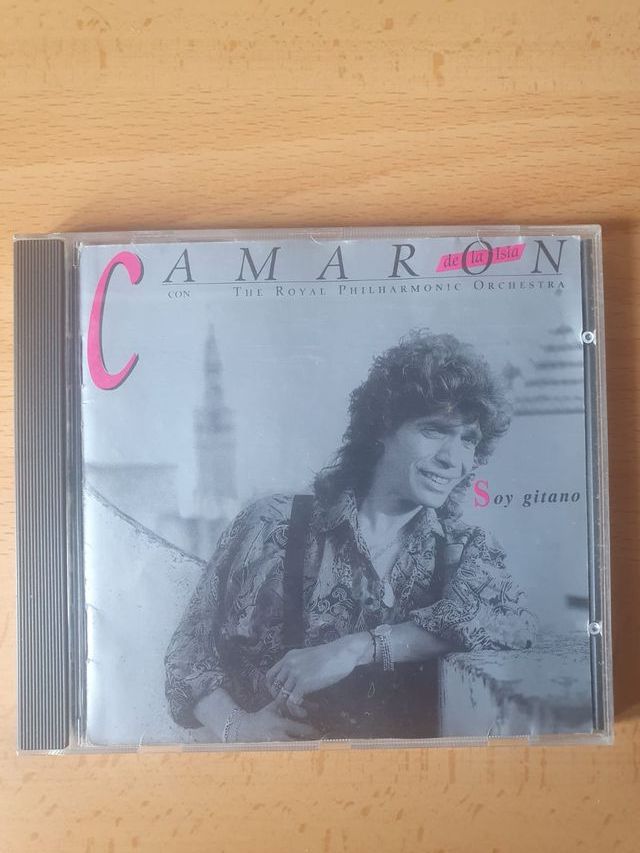 CAMARON
de la Isla
CON THE ROYAL PHILHARMONIC ORCHESTRA
Soy gitano